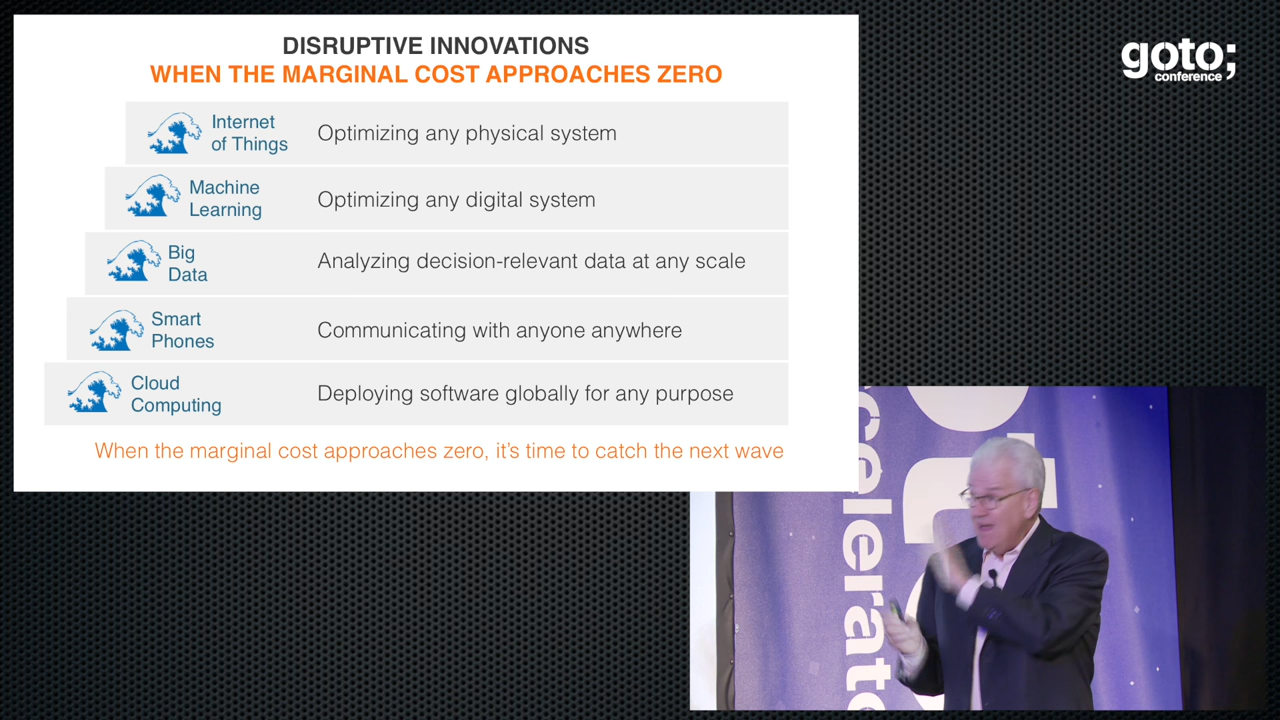 DISRUPTIVE INNOVATIONS
WHEN THE MARGINAL COST APPROACHES ZERO
Internet
of Things
Optimizing any physical system
Machine
Learning
Optimizing any digital system
Big
Data
Analyzing decision-relevant data at any scale
Smart
Phones
Communicating with anyone anywhere
Cloud
Computing
Deploying software globally for any purpose
When the marginal cost approaches zero, it's time to catch the next wave
goto;
conference